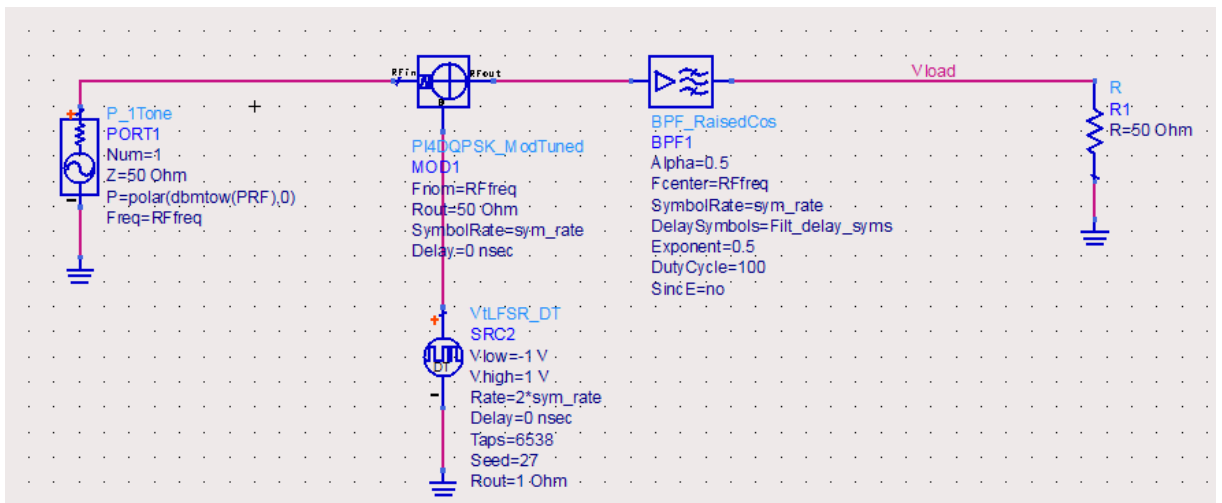 RFin
RFout
Vload
P_1Tone
PORT1
Num=1
Z=50 Ohm
P=polar(dbmtow(PRF),0)
Freq=RFfreq
PI4DQPSK_ModTuned
MOD1
Fnom=RFfreq
Rout=50 Ohm
SymbolRate=sym_rate
Delay=0 nsec
BPF_RaisedCos
BPF1
Alpha=0.5
Fcenter=RFfreq
SymbolRate=sym_rate
DelaySymbols=Filt_delay_syms
Exponent=0.5
DutyCycle=100
SincE=no
R
R1
R=50 Ohm
VtLFSR_DT
SRC2
Vlow=-1 V
Vhigh=1 V
Rate=2*sym_rate
Delay=0 nsec
Taps=6538
Seed=27
Rout=1 Ohm
DT